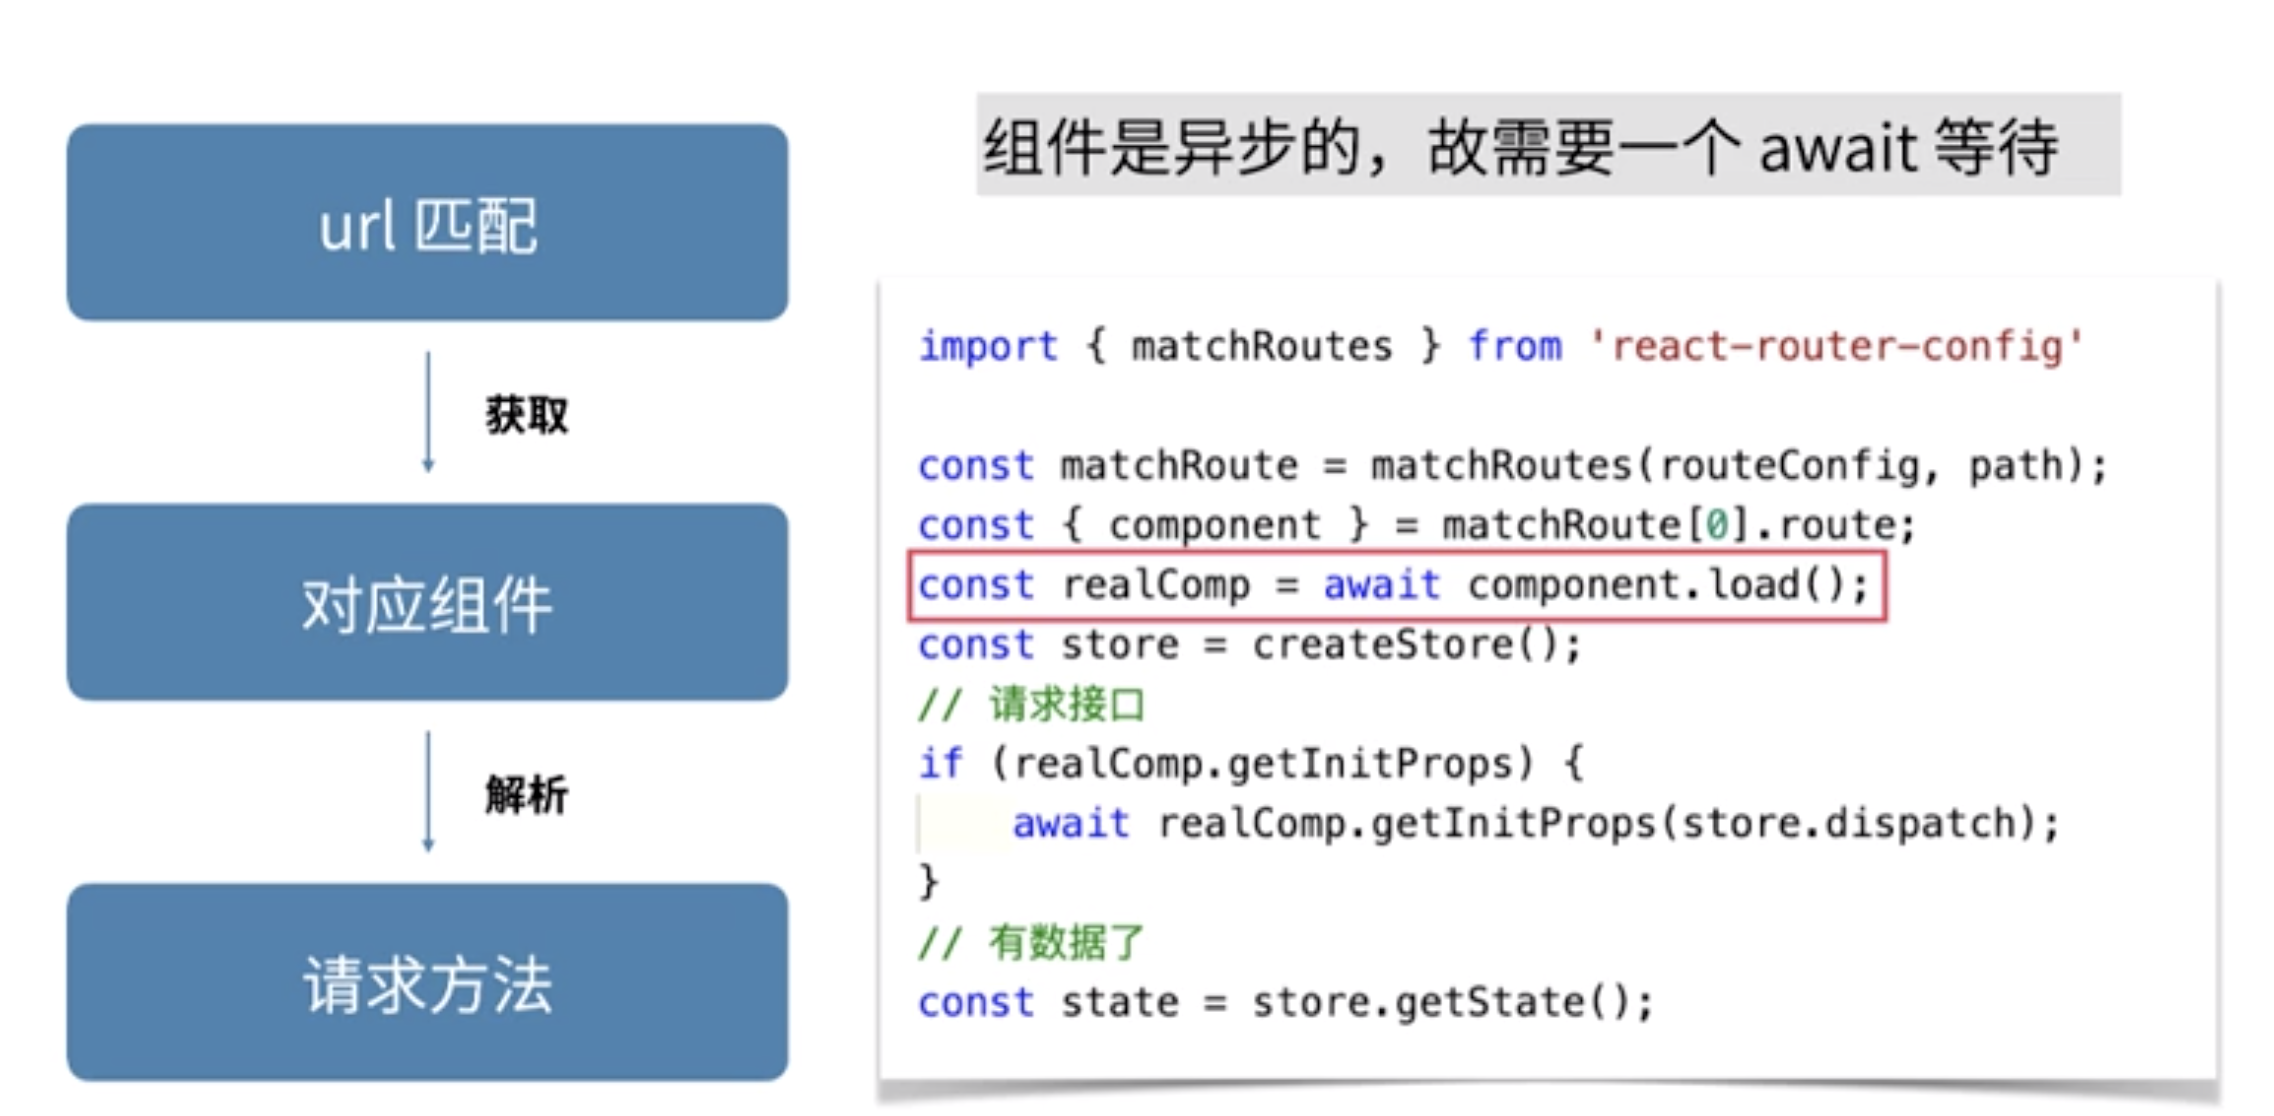 url 匹配
获取
对应组件
解析
请求方法
组件是异步的，故需要一个 await 等待
import { matchRoutes } from 'react-router-config'
const matchRoute = matchRoutes(routeConfig, path);
const { component } = matchRoute[0].route;
const realComp = await component.load();
const store = createStore();
// 请求接口
if (realComp.getInitProps) {
    await realComp.getInitProps(store.dispatch);
}
// 有数据了
const state = store.getState();